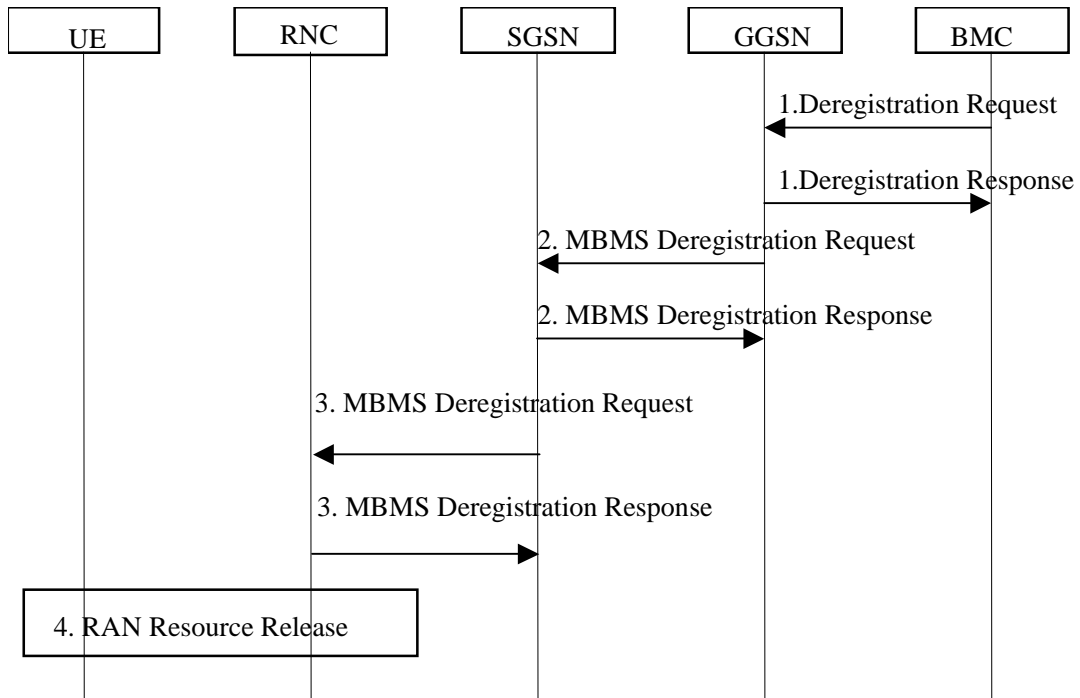 UE
RNC
SGSN
GGSN
BMC
1.Deregistration Request
1.Deregistration Response
2. MBMS Deregistration Request
2. MBMS Deregistration Response
3. MBMS Deregistration Request
3. MBMS Deregistration Response
4. RAN Resource Release